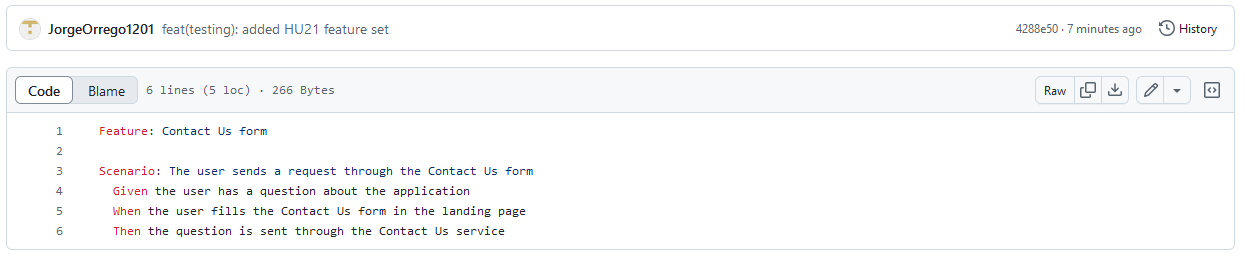 JorgeOrrego1201 feat(testing): added HU21 feature set 4288e50 · 7 minutes ago History
Code Blame 6 lines (5 loc) · 266 Bytes Raw
1 Feature: Contact Us form
2
3 Scenario: The user sends a request through the Contact Us form
4 Given the user has a question about the application
5 When the user fills the Contact Us form in the landing page
6 Then the question is sent through the Contact Us service